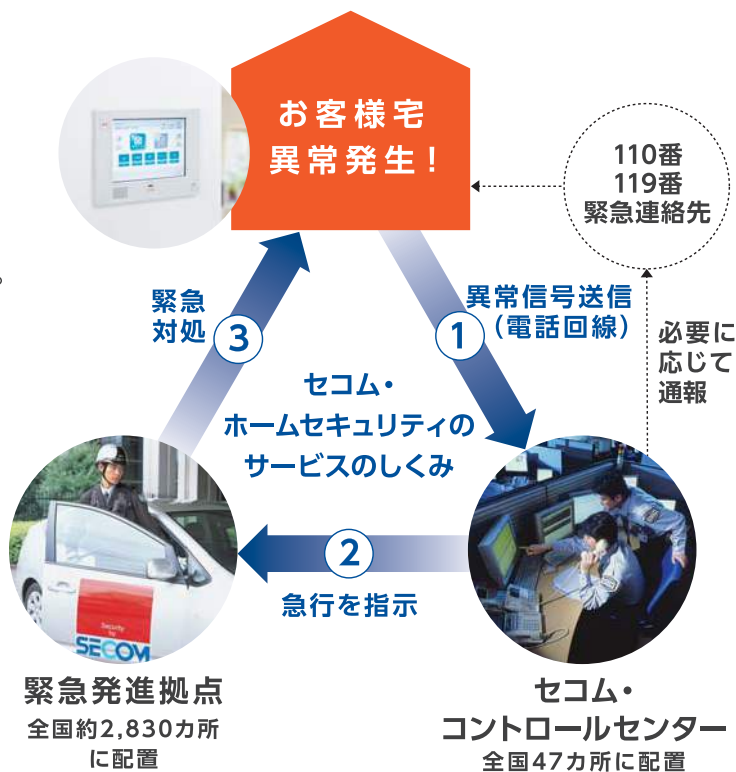 お客様宅
異常発生！
110番
119番
緊急連絡先
緊急
対処
3
1
異常信号送信
（電話回線）
必要に
応じて
通報
セコム・
ホームセキュリティの
サービスのしくみ
2
急行を指示
Security
by
SECOM
緊急発進拠点
全国約2,830カ所
に配置
セコム・
コントロールセンター
全国47カ所に配置
。